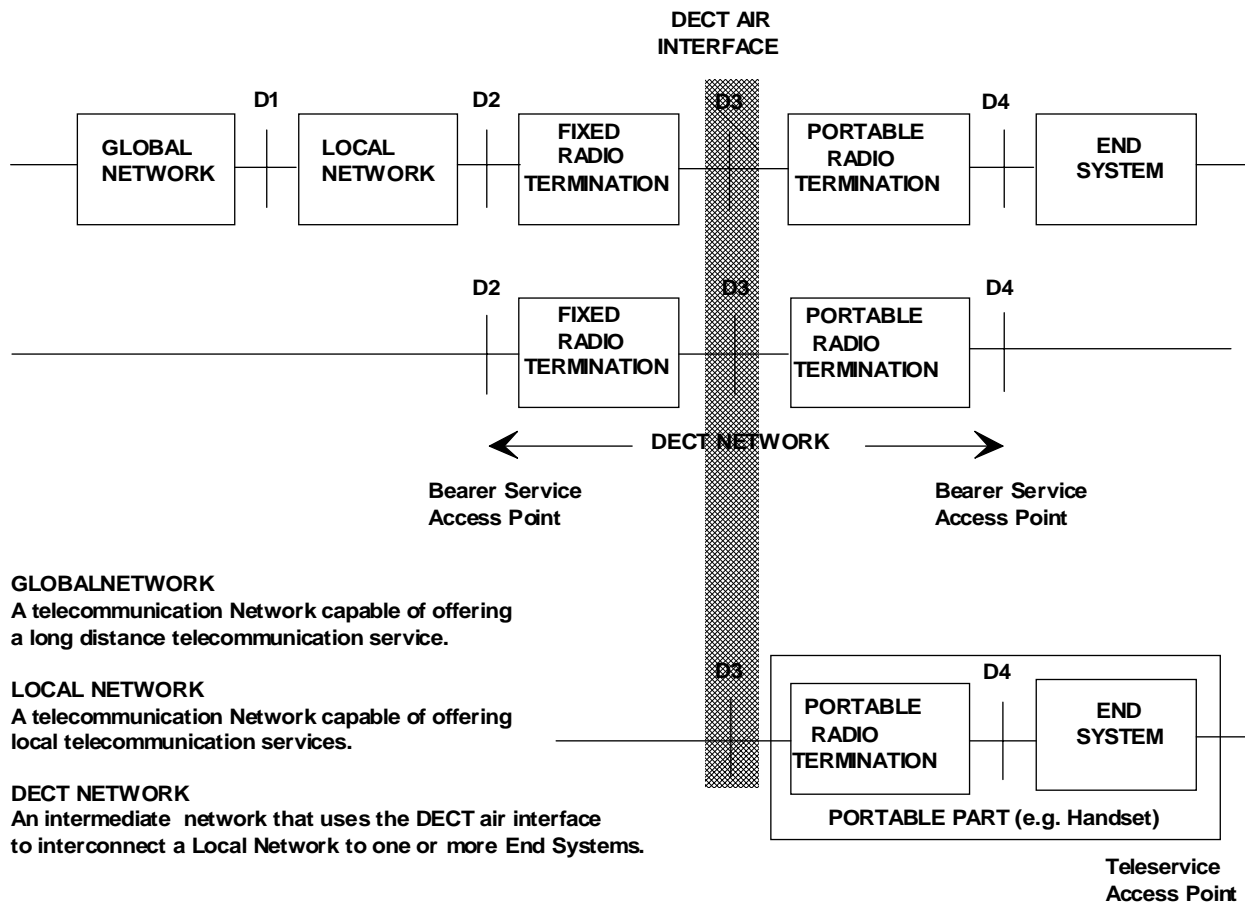 DECT AIR
INTERFACE
D1
D2
D3
D4
GLOBAL
NETWORK
LOCAL
NETWORK
FIXED
RADIO
TERMINATION
PORTABLE
RADIO
TERMINATION
END
SYSTEM
D2
D3
D4
FIXED
RADIO
TERMINATION
PORTABLE
RADIO
TERMINATION
DECT NETWORK
Bearer Service
Access Point
Bearer Service
Access Point
GLOBALNETWORK
A telecommunication Network capable of offering
a long distance telecommunication service.
LOCAL NETWORK
A telecommunication Network capable of offering
local telecommunication services.
DECT NETWORK
An intermediate network that uses the DECT air interface
to interconnect a Local Network to one or more End Systems.
D3
D4
PORTABLE
RADIO
TERMINATION
END
SYSTEM
PORTABLE PART (e.g. Handset)
Teleservice
Access Point